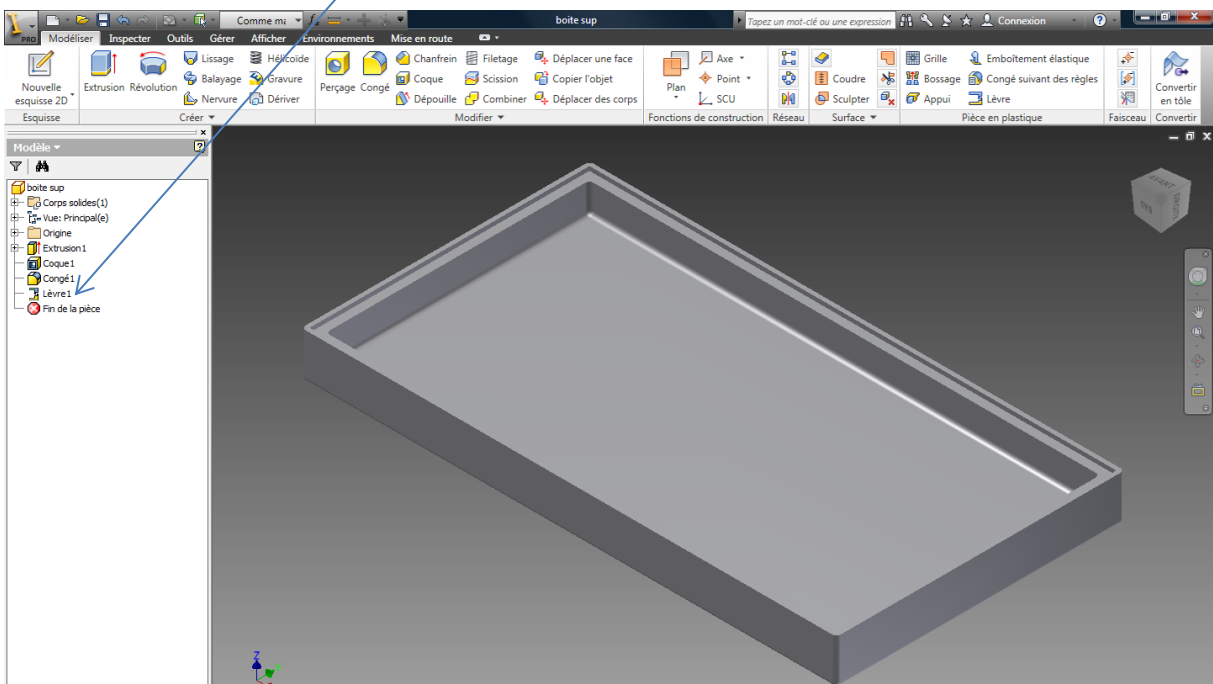 Comme ma
boite sup
Tapez un mot-clé ou une expression
Connexion
?
PRO
Modéliser Inspecter Outils Gérer Afficher Environnements Mise en route
Nouvelle esquisse 2D
Extrusion Révolution
Lissage Hélicoïde
Balayage Gravure
Nervure Dériver
Perçage Congé
Chanfrein Filetage Déplacer une face
Coque Scission Copier l'objet
Dépouille Combiner Déplacer des corps
Plan
Axe
Point
SCU
Coudre
Sculpter
Grille Emboîtement élastique
Bossage Congé suivant des règles
Appui Lèvre
Convertir en tôle
Esquisse Créer Modifier Fonctions de construction Réseau Surface Pièce en plastique Faisceau Convertir
Modèle
boite sup
Corps solides(1)
Vue: Principal(e)
Origine
Extrusion1
Coque1
Congé1
Lèvre1
Fin de la pièce
AVANT
BAS
Z